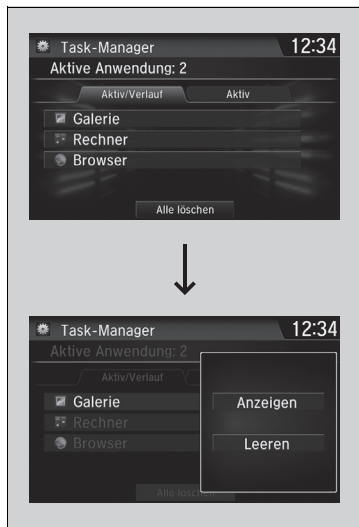 Task-Manager 12:34
Aktive Anwendung: 2
Aktiv/Verlauf Aktiv
Galerie
Rechner
Browser
Alle löschen
Task-Manager 12:34
Aktive Anwendung: 2
Aktiv/Verlauf
Galerie
Anzeigen
Rechner
Browser
Leeren
Alle löschen